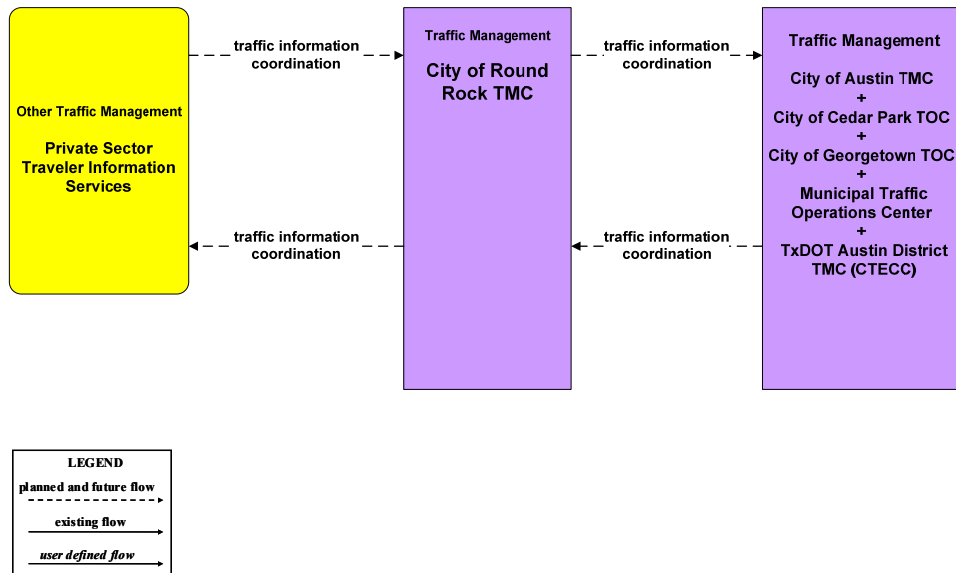 Other Traffic Management
Private Sector
Traveler Information
Services
traffic information
coordination
traffic information
coordination
Traffic Management
City of Round
Rock TMC
traffic information
coordination
traffic information
coordination
Traffic Management
City of Austin TMC
+
City of Cedar Park TOC
+
City of Georgetown TOC
+
Municipal Traffic
Operations Center
+
TxDOT Austin District
TMC (CTECC)
LEGEND
planned and future flow
existing flow
user defined flow